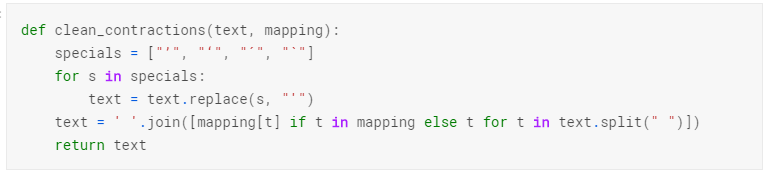 def clean_contractions(text, mapping):
    specials = ["’", "‘", "´", "`"]
    for s in specials:
        text = text.replace(s, "'")
    text = ' '.join([mapping[t] if t in mapping else t for t in text.split(" ")])
    return text